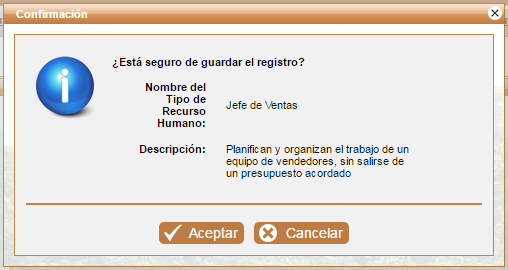 Confirmación
¿Está seguro de guardar el registro?
Nombre del
Tipo de
Recurso
Humano:
Jefe de Ventas
Descripción:
Planifican y organizan el trabajo de un
equipo de vendedores, sin salirse de
un presupuesto acordado
Aceptar
Cancelar